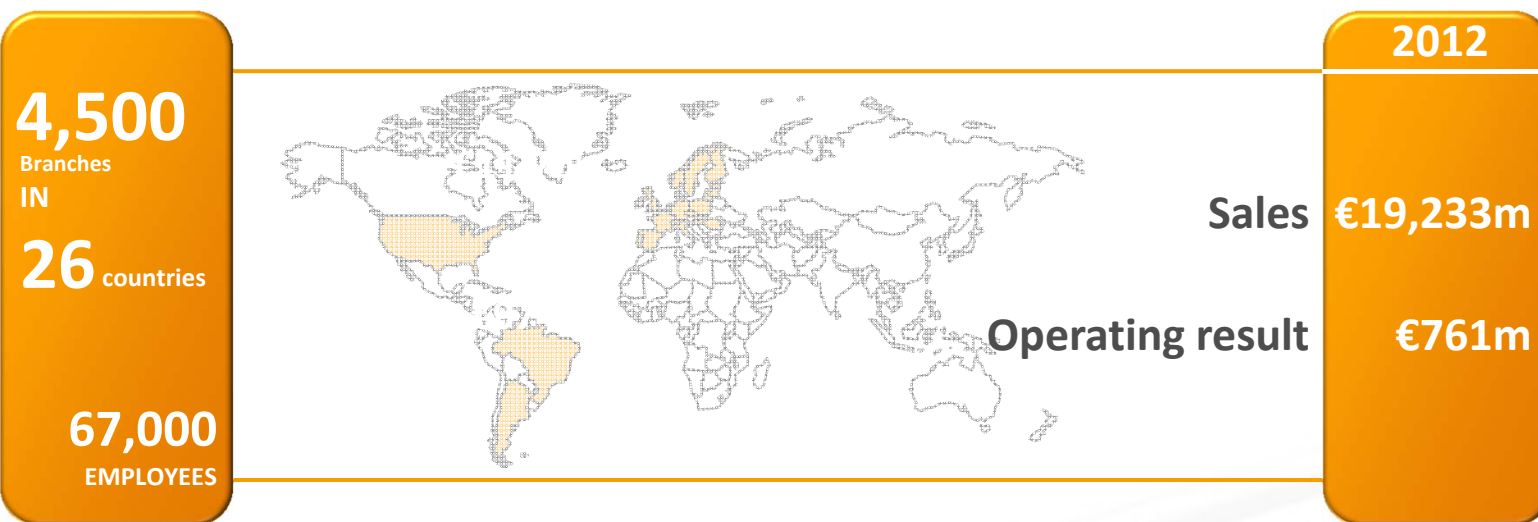 4,500
Branches
IN
26 countries
67,000
EMPLOYEES
2012
Sales €19,233m
Operating result €761m